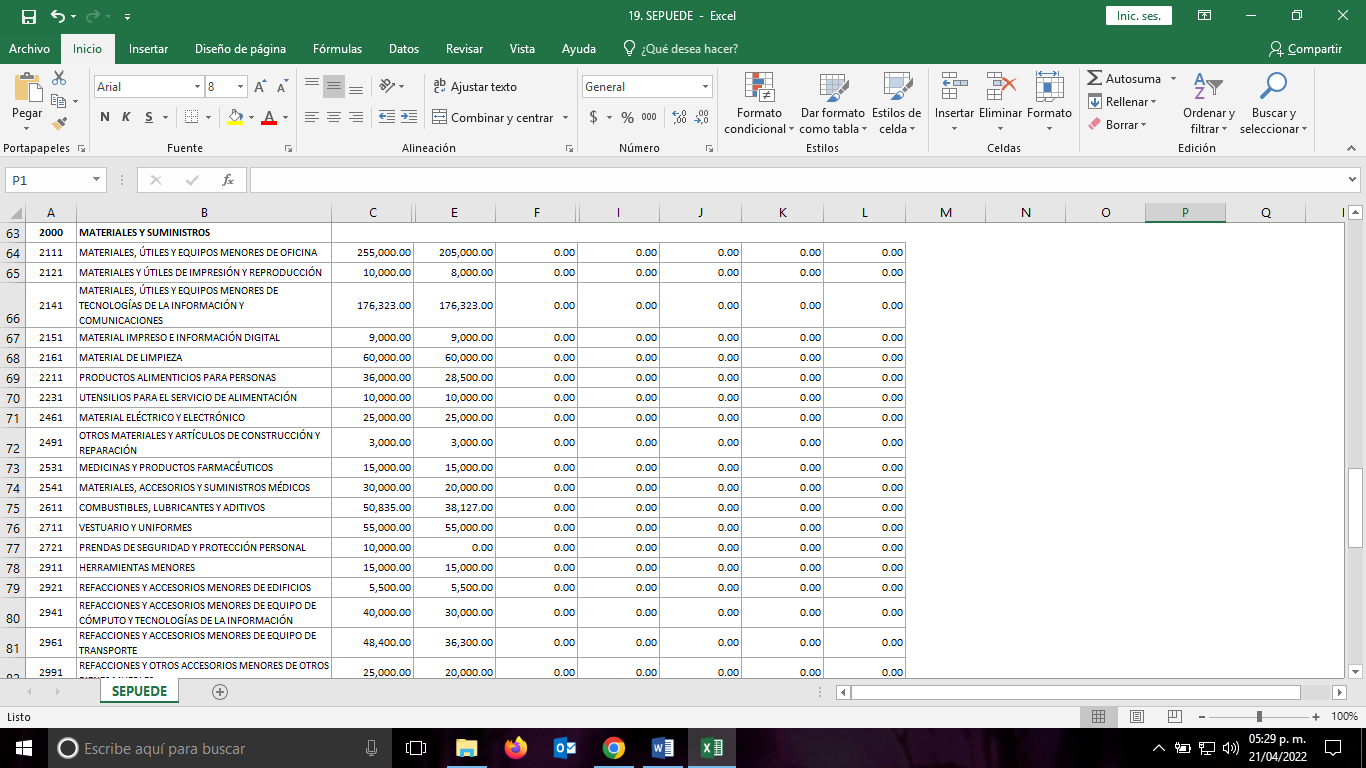 19. SEPUEDE - Excel
Inic. ses.
Archivo Inicio Insertar Diseño de página Fórmulas Datos Revisar Vista Ayuda ¿Qué desea hacer? Compartir
Pegar
Portapapeles
Arial 8
N K S
Fuente
Ajustar texto
Combinar y centrar
Alineación
General
$ % 000
Número
Formato condicional
Dar formato como tabla
Estilos de celda
Estilos
Insertar Eliminar Formato
Celdas
Autosuma
Rellenar
Borrar
Ordenar y filtrar
Buscar y seleccionar
Edición
P1
fx
A B C E F I J K L M N O P Q
63 2000 MATERIALES Y SUMINISTROS
64 2111 MATERIALES, ÚTILES Y EQUIPOS MENORES DE OFICINA 255,000.00 205,000.00 0.00 0.00 0.00 0.00 0.00
65 2121 MATERIALES Y ÚTILES DE IMPRESIÓN Y REPRODUCCIÓN 10,000.00 8,000.00 0.00 0.00 0.00 0.00 0.00
MATERIALES, ÚTILES Y EQUIPOS MENORES DE
66 2141 TECNOLOGÍAS DE LA INFORMACIÓN Y 176,323.00 176,323.00 0.00 0.00 0.00 0.00 0.00
COMUNICACIONES
67 2151 MATERIAL IMPRESO E INFORMACIÓN DIGITAL 9,000.00 9,000.00 0.00 0.00 0.00 0.00 0.00
68 2161 MATERIAL DE LIMPIEZA 60,000.00 60,000.00 0.00 0.00 0.00 0.00 0.00
69 2211 PRODUCTOS ALIMENTICIOS PARA PERSONAS 36,000.00 28,500.00 0.00 0.00 0.00 0.00 0.00
70 2231 UTENSILIOS PARA EL SERVICIO DE ALIMENTACIÓN 10,000.00 10,000.00 0.00 0.00 0.00 0.00 0.00
71 2461 MATERIAL ELÉCTRICO Y ELECTRÓNICO 25,000.00 25,000.00 0.00 0.00 0.00 0.00 0.00
72 2491 OTROS MATERIALES Y ARTÍCULOS DE CONSTRUCCIÓN Y 3,000.00 3,000.00 0.00 0.00 0.00 0.00 0.00
REPARACIÓN
73 2531 MEDICINAS Y PRODUCTOS FARMACÉUTICOS 15,000.00 15,000.00 0.00 0.00 0.00 0.00 0.00
74 2541 MATERIALES, ACCESORIOS Y SUMINISTROS MÉDICOS 30,000.00 20,000.00 0.00 0.00 0.00 0.00 0.00
75 2611 COMBUSTIBLES, LUBRICANTES Y ADITIVOS 50,835.00 38,127.00 0.00 0.00 0.00 0.00 0.00
76 2711 VESTUARIO Y UNIFORMES 55,000.00 55,000.00 0.00 0.00 0.00 0.00 0.00
77 2721 PRENDAS DE SEGURIDAD Y PROTECCIÓN PERSONAL 10,000.00 0.00 0.00 0.00 0.00 0.00 0.00
78 2911 HERRAMIENTAS MENORES 15,000.00 15,000.00 0.00 0.00 0.00 0.00 0.00
79 2921 REFACCIONES Y ACCESORIOS MENORES DE EDIFICIOS 5,500.00 5,500.00 0.00 0.00 0.00 0.00 0.00
80 2941 REFACCIONES Y ACCESORIOS MENORES DE EQUIPO DE 40,000.00 30,000.00 0.00 0.00 0.00 0.00 0.00
CÓMPUTO Y TECNOLOGÍAS DE LA INFORMACIÓN
81 2961 REFACCIONES Y ACCESORIOS MENORES DE EQUIPO DE 48,400.00 36,300.00 0.00 0.00 0.00 0.00 0.00
TRANSPORTE
2991 REFACCIONES Y OTROS ACCESORIOS MENORES DE OTROS 25,000.00 20,000.00 0.00 0.00 0.00 0.00 0.00
SEPUEDE
Listo
100%
Escribe aquí para buscar
05:29 p. m.
21/04/2022